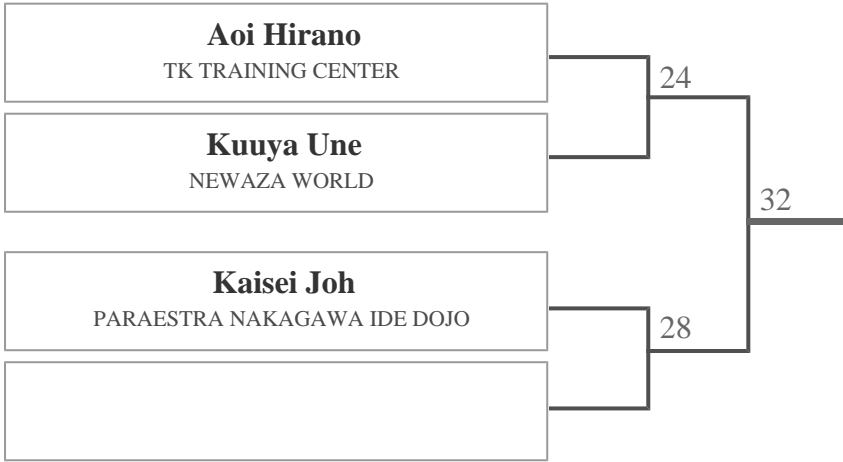 Aoi Hirano
TK TRAINING CENTER
24
Kuuya Une
NEWAZA WORLD
32
Kaisei Joh
PARAESTRA NAKAGAWA IDE DOJO
28